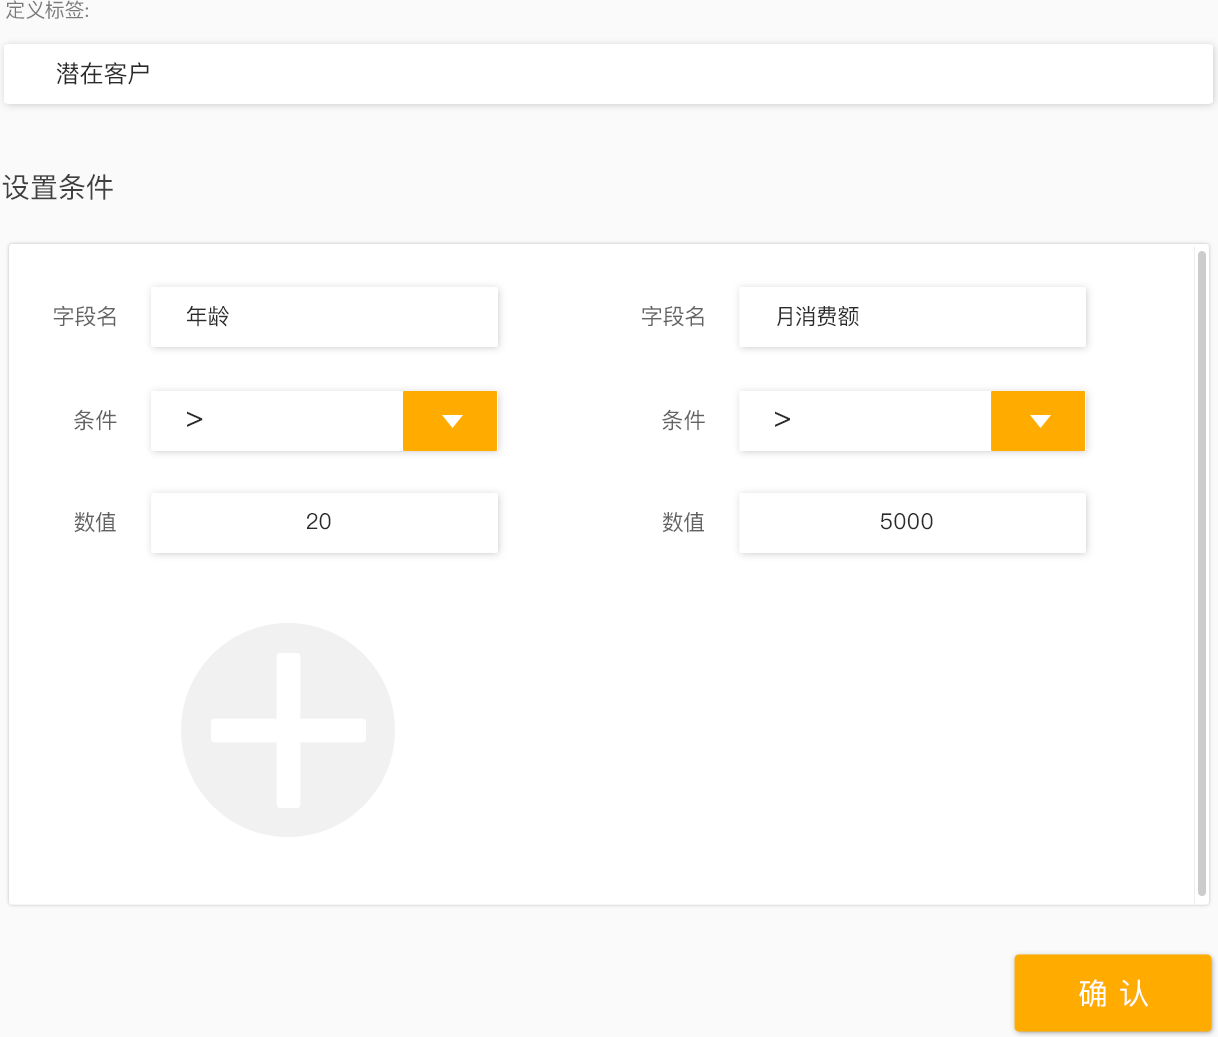 定义标签:
潜在客户
设置条件
字段名 年龄 字段名 月消费额
条件 > 条件 >
数值 20 数值 5000
确 认